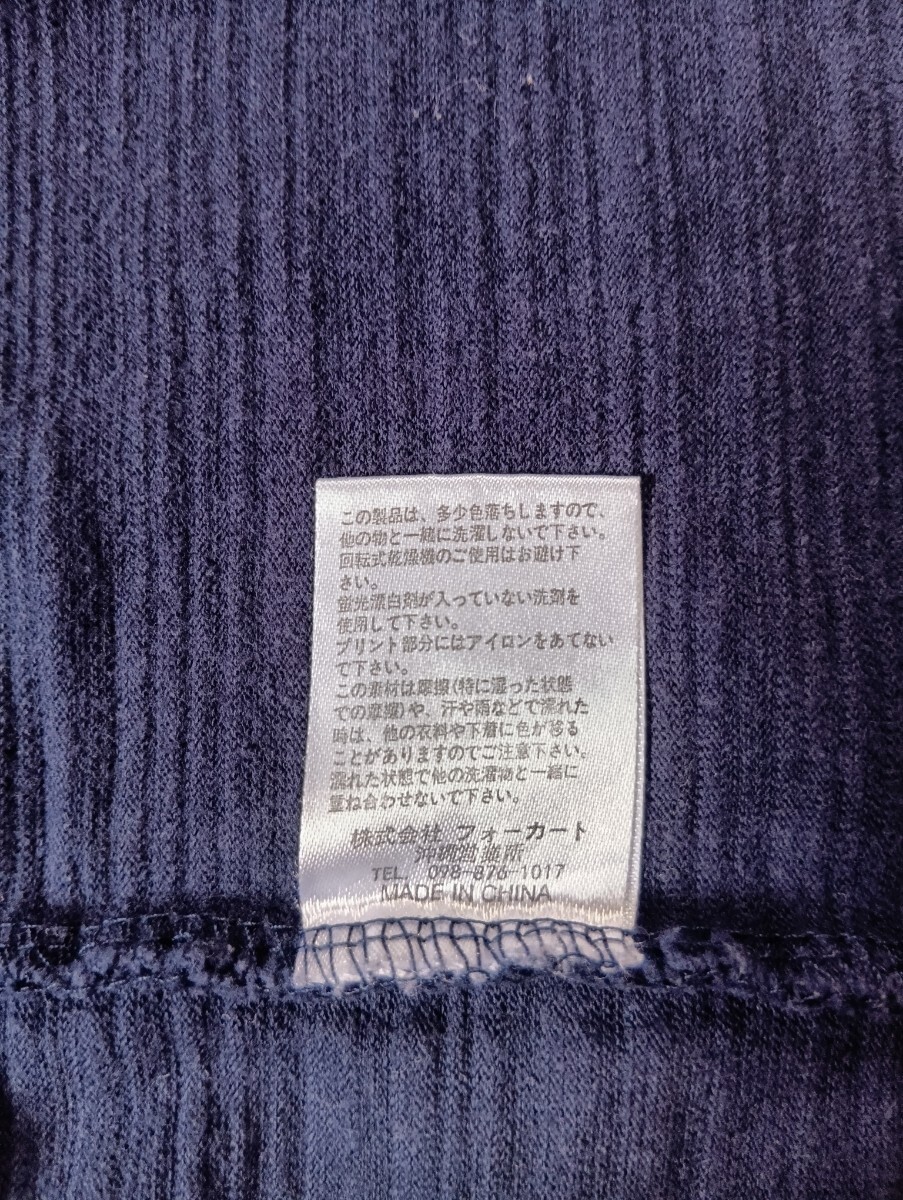 この製品は、多少色落ちしますので、
他の物と一緒に洗濯しないで下さい。
回転式乾燥機のご使用はお避け下
さい。
蛍光漂白剤が入っていない洗剤を
使用して下さい。
プリント部分にはアイロンをあてない
で下さい。
この素材は摩擦(特に湿った状態
での摩擦)や、汗や雨などで濡れた
時は、他の衣料や下着に色が移る
ことがありますのでご注意下さい。
濡れた状態で他の洗濯物と一緒に
重ね合わせないで下さい。
株式会社 フォーカート
沖縄営業所
TEL. 098-876-1017
MADE IN CHINA